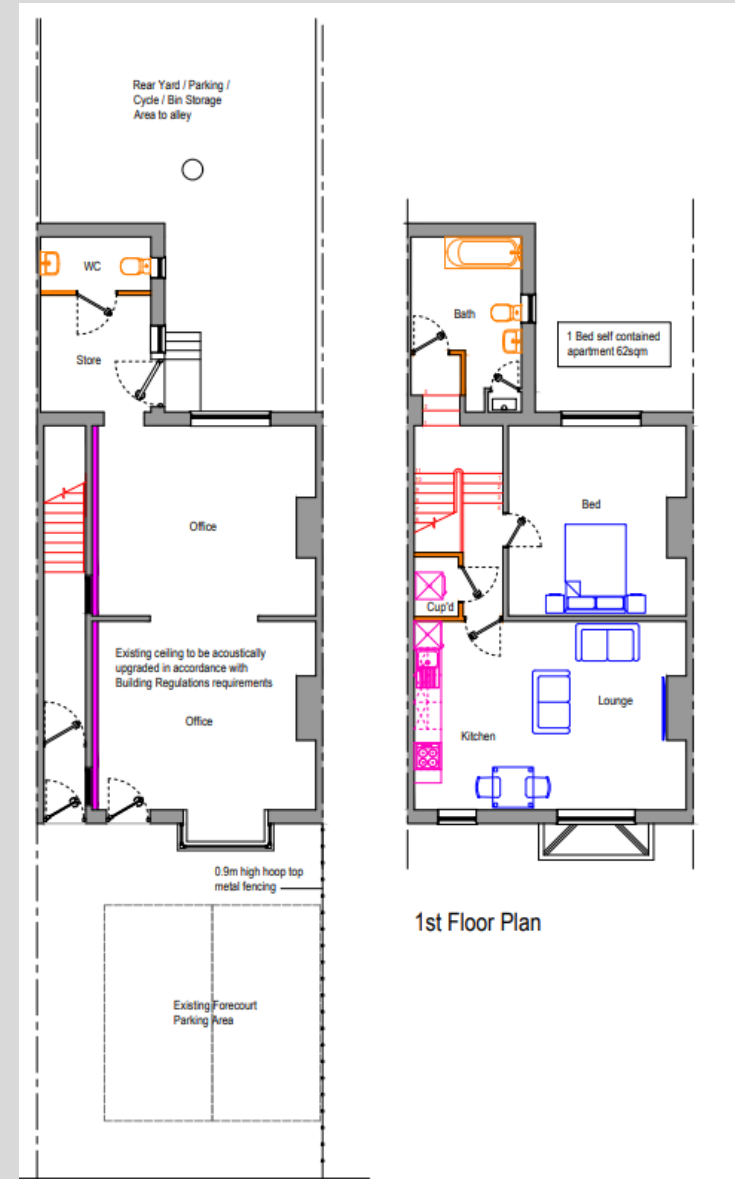 Rear Yard / Parking /
Cycle / Bin Storage
Area to alley
WC
Store
Office
Existing ceiling to be acoustically
upgraded in accordance with
Building Regulations requirements
Office
0.9m high hoop top
metal fencing
Existing Forecourt
Parking Area
Bath
1 Bed self contained
apartment 62sqm
Bed
Cup'd
Lounge
Kitchen
1st Floor Plan